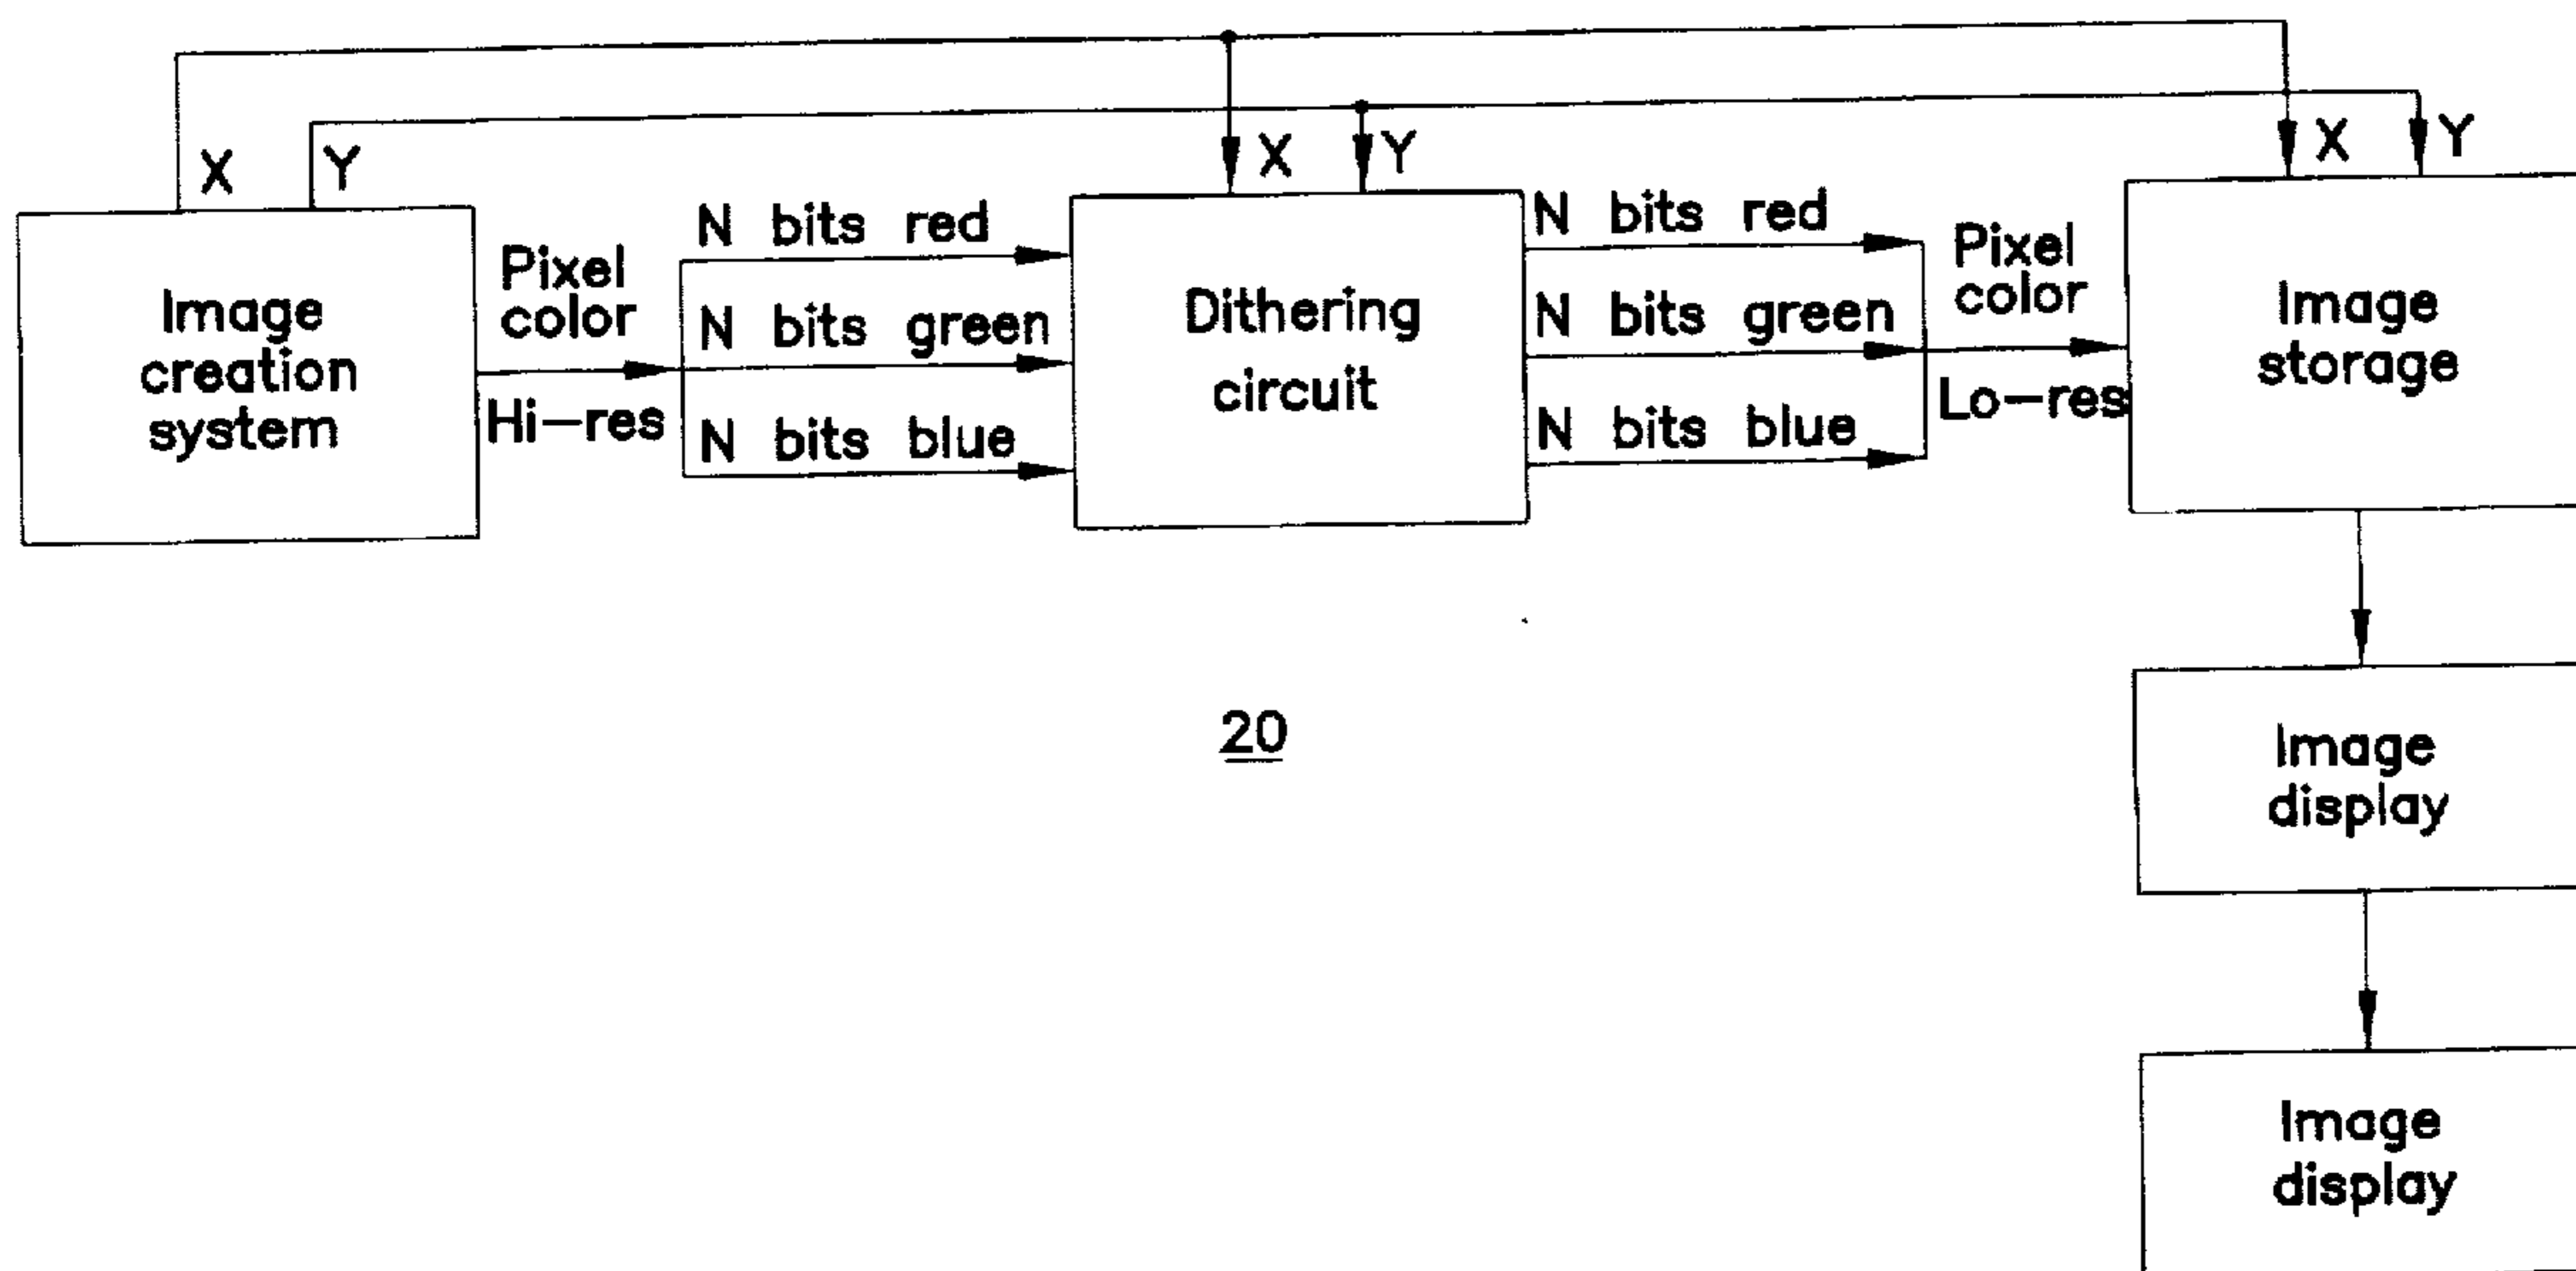 X
Y
X
Y
X
Y
Image
creation
system
Pixel
color
Hi-res
N bits red
N bits green
N bits blue
Dithering
circuit
N bits red
N bits green
N bits blue
Pixel
color
Lo-res
Image
storage
20
Image
display
Image
display